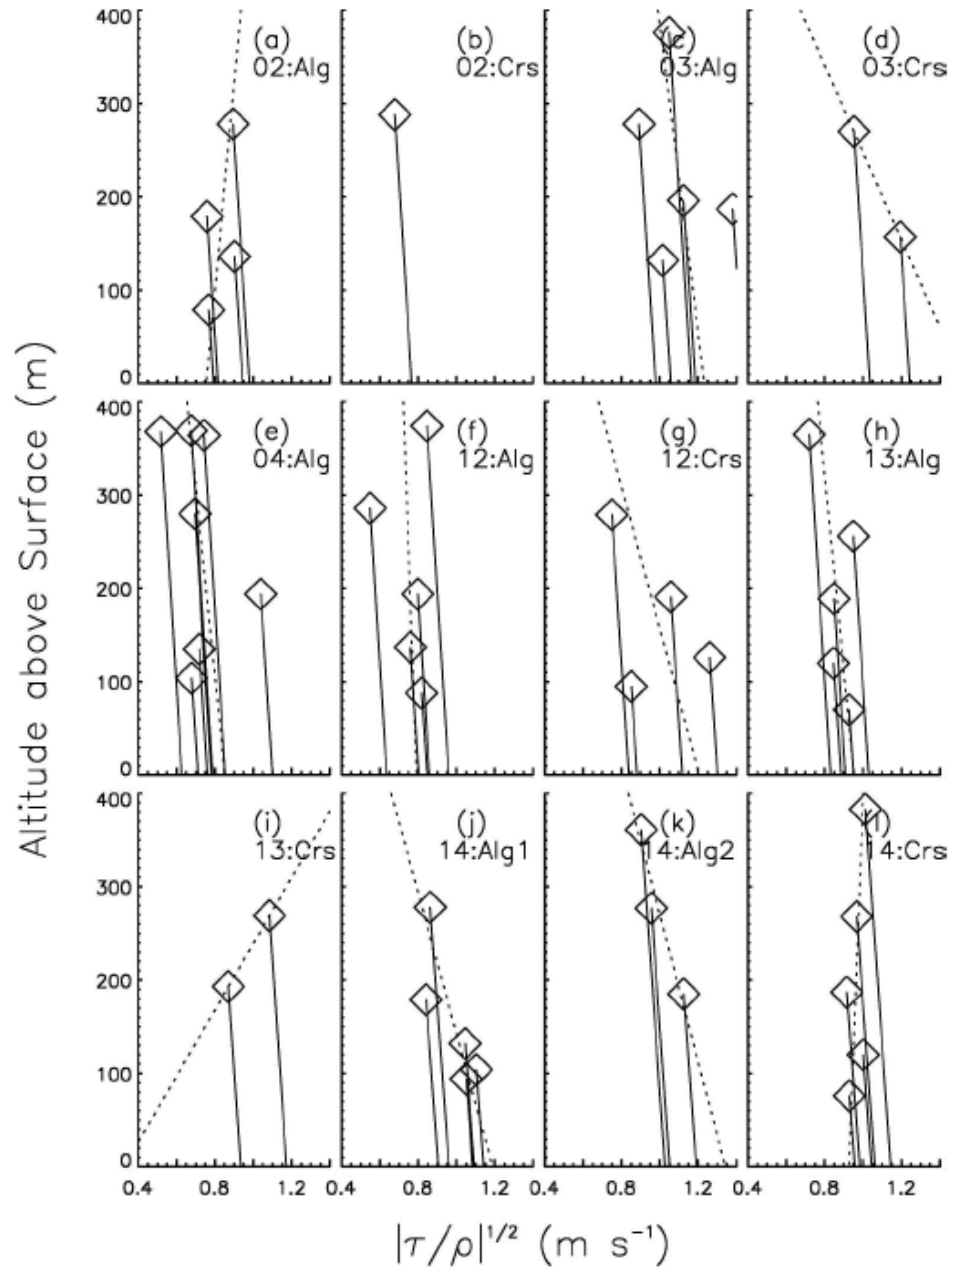 Altitude above Surface (m)
400
300
200
100
0
(a)
02:Alg
(b)
02:Crs
(c)
03:Alg
(d)
03:Crs
400
300
200
100
0
(e)
04:Alg
(f)
12:Alg
(g)
12:Crs
(h)
13:Alg
400
300
200
100
0
(i)
13:Crs
(j)
14:Alg1
(k)
14:Alg2
(l)
14:Crs
0.4 0.8 1.2
0.4 0.8 1.2
0.4 0.8 1.2
0.4 0.8 1.2
|τ/ρ|¹ᐟ² (m s⁻¹)